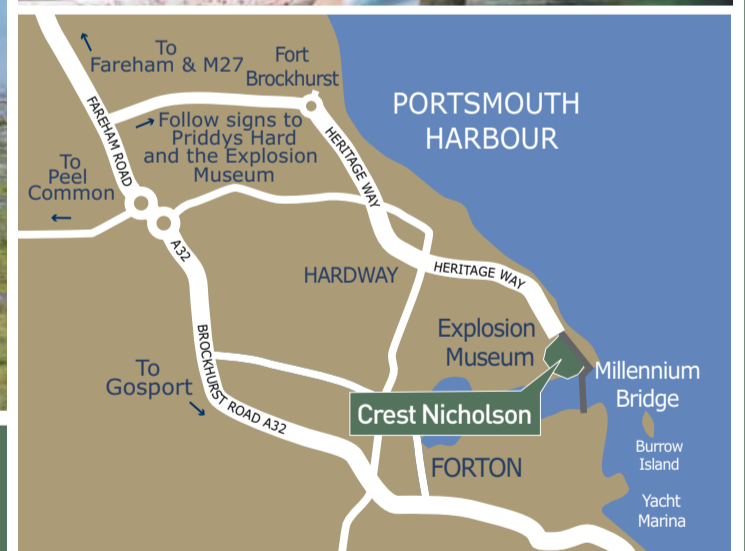 To
Fareham & M27
Fort
Brockhurst
PORTSMOUTH
HARBOUR
FAREHAM ROAD
Follow signs to
Priddys Hard
and the Explosion
Museum
HERITAGE WAY
To
Peel
Common
A32
HARDWAY
HERITAGE WAY
Explosion
Museum
BROCKHURST ROAD A32
To
Gosport
Millennium
Bridge
Crest Nicholson
Burrow
Island
FORTON
Yacht
Marina